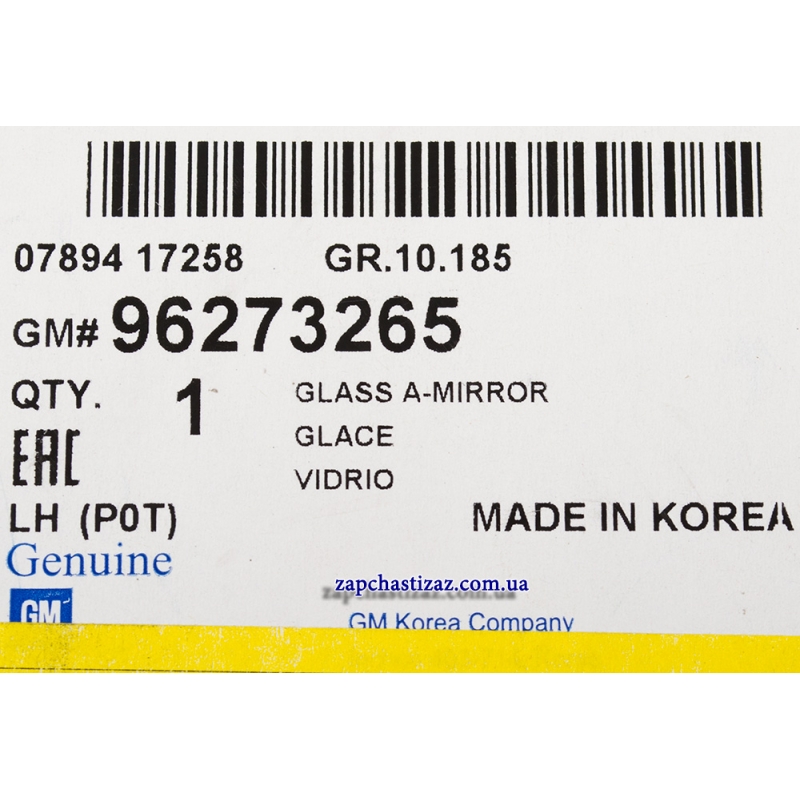 07894 17258 GR.10.185
GM# 96273265
QTY. 1 GLASS A-MIRROR
GLACE
EAC
VIDRIO
LH (P0T) MADE IN KOREA
Genuine
zapchastizaz.com.ua
GM
GM Korea Company